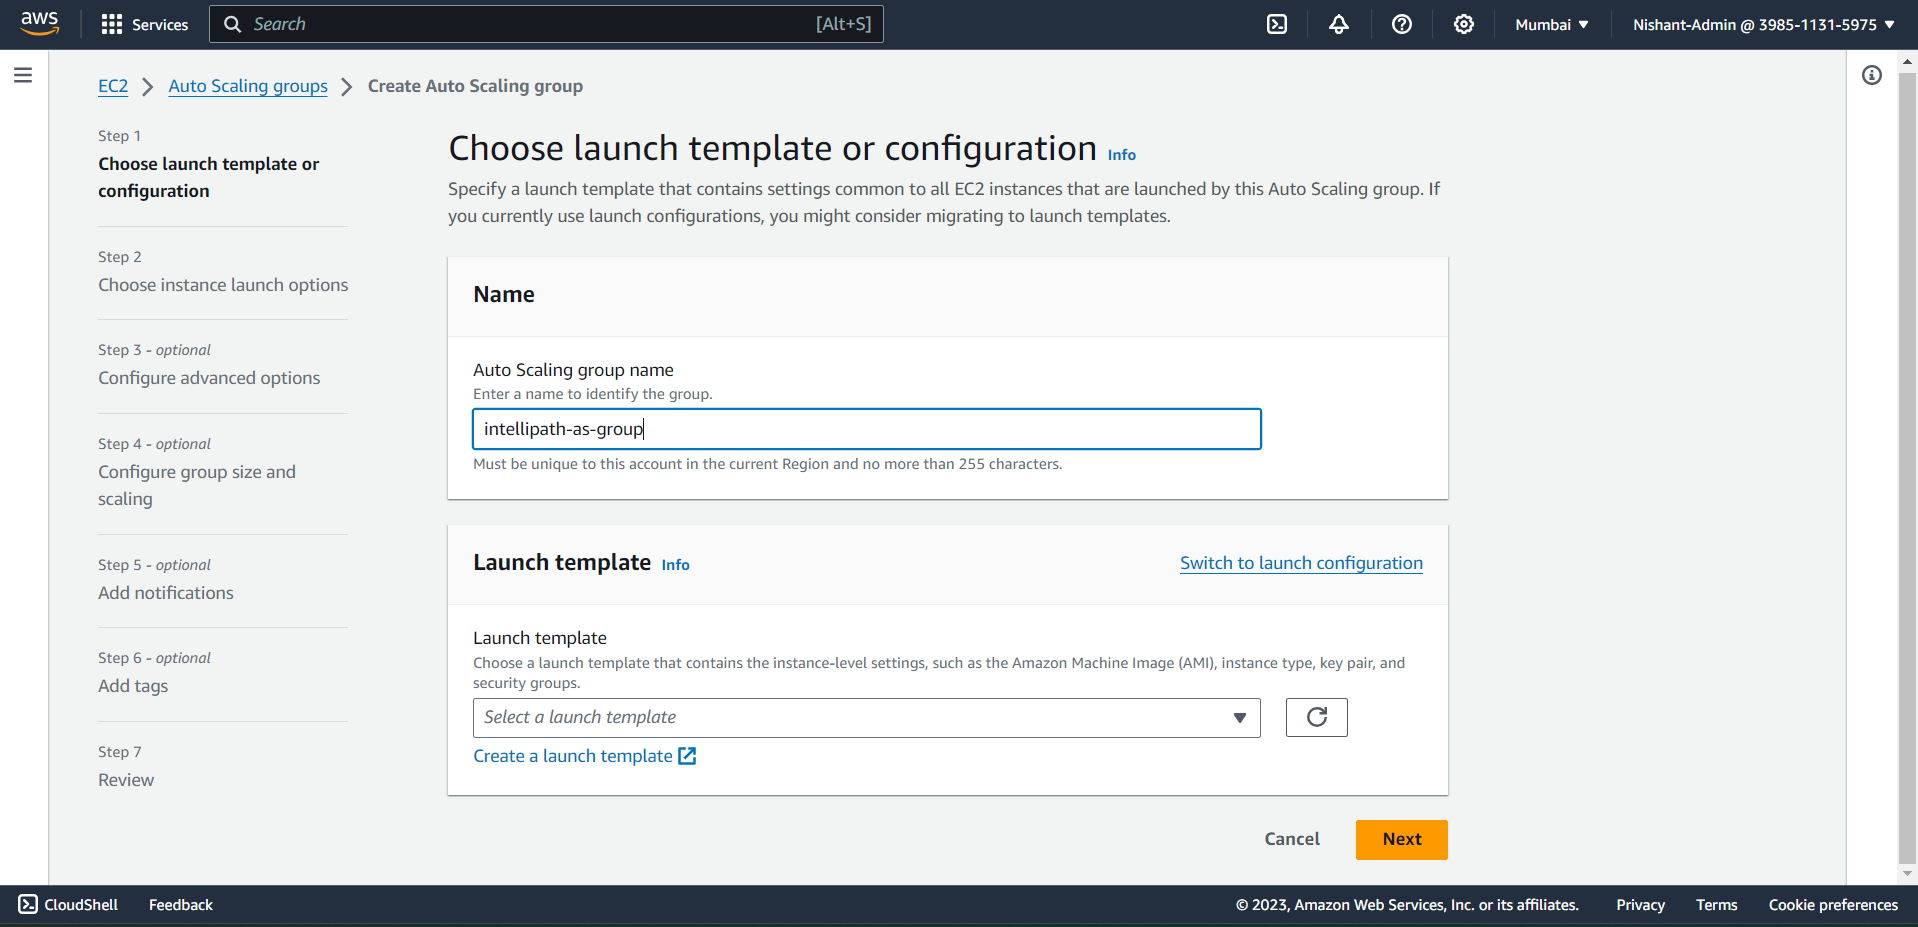 aws Services Search [Alt+S] Mumbai Nishant-Admin @ 3985-1131-5975
EC2 Auto Scaling groups Create Auto Scaling group
Step 1
Choose launch template or
configuration
Step 2
Choose instance launch options
Step 3 - optional
Configure advanced options
Step 4 - optional
Configure group size and
scaling
Step 5 - optional
Add notifications
Step 6 - optional
Add tags
Step 7
Review
Choose launch template or configuration Info
Specify a launch template that contains settings common to all EC2 instances that are launched by this Auto Scaling group. If
you currently use launch configurations, you might consider migrating to launch templates.
Name
Auto Scaling group name
Enter a name to identify the group.
intellipath-as-group
Must be unique to this account in the current Region and no more than 255 characters.
Launch template Info Switch to launch configuration
Launch template
Choose a launch template that contains the instance-level settings, such as the Amazon Machine Image (AMI), instance type, key pair, and
security groups.
Select a launch template
Create a launch template
Cancel Next
CloudShell Feedback © 2023, Amazon Web Services, Inc. or its affiliates. Privacy Terms Cookie preferences